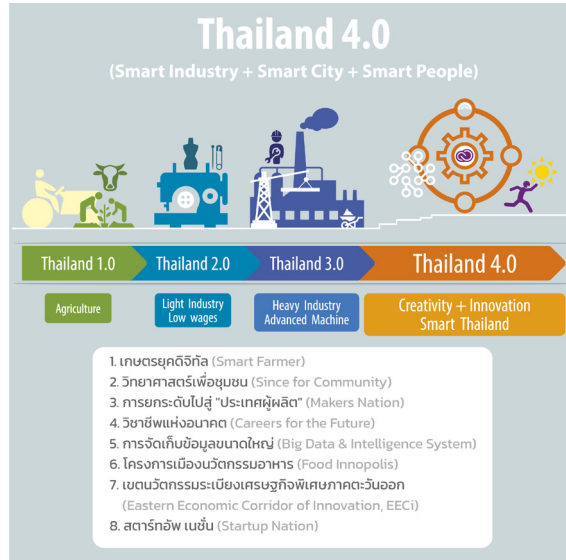 Thailand 4.0
(Smart Industry + Smart City + Smart People)
Thailand 1.0
Thailand 2.0
Thailand 3.0
Thailand 4.0
Agriculture
Light Industry
Low wages
Heavy Industry
Advanced Machine
Creativity + Innovation
Smart Thailand
1. เกษตรยุคดิจิทัล (Smart Farmer)
2. วิทยาศาสตร์เพื่อชุมชน (Since for Community)
3. การยกระดับไปสู่ "ประเทศผู้ผลิต" (Makers Nation)
4. วิชาชีพแห่งอนาคต (Careers for the Future)
5. การจัดเก็บข้อมูลขนาดใหญ่ (Big Data & Intelligence System)
6. โครงการเมืองนวัตกรรมอาหาร (Food Innopolis)
7. เขตนวัตกรรมระเบียงเศรษฐกิจพิเศษภาคตะวันออก
(Eastern Economic Corridor of Innovation, EECi)
8. สตาร์ทอัพ เนชั่น (Startup Nation)